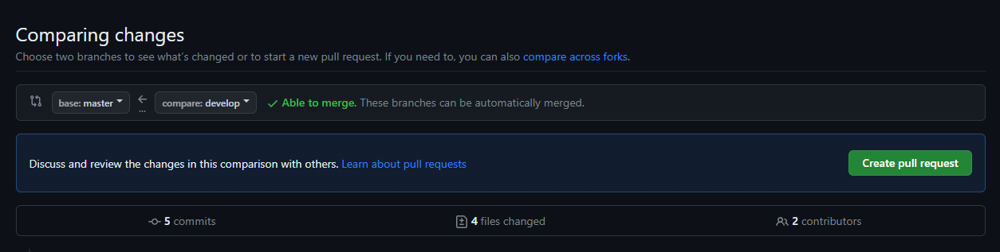 Comparing changes
Choose two branches to see what's changed or to start a new pull request. If you need to, you can also compare across forks.
base: master ... compare: develop Able to merge. These branches can be automatically merged.
Discuss and review the changes in this comparison with others. Learn about pull requests Create pull request
5 commits 4 files changed 2 contributors